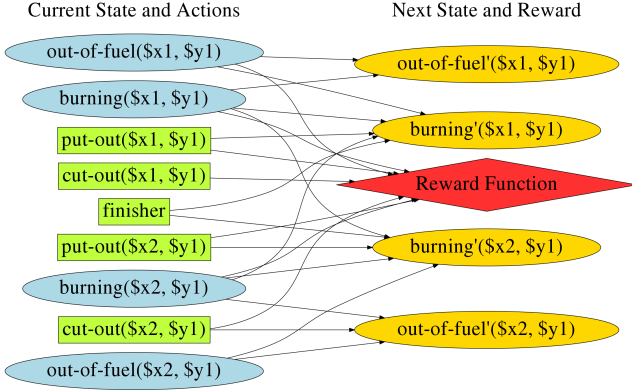 Current State and Actions
Next State and Reward
out-of-fuel($x1, $y1)
burning($x1, $y1)
put-out($x1, $y1)
cut-out($x1, $y1)
finisher
put-out($x2, $y1)
burning($x2, $y1)
cut-out($x2, $y1)
out-of-fuel($x2, $y1)
out-of-fuel'($x1, $y1)
burning'($x1, $y1)
Reward Function
burning'($x2, $y1)
out-of-fuel'($x2, $y1)